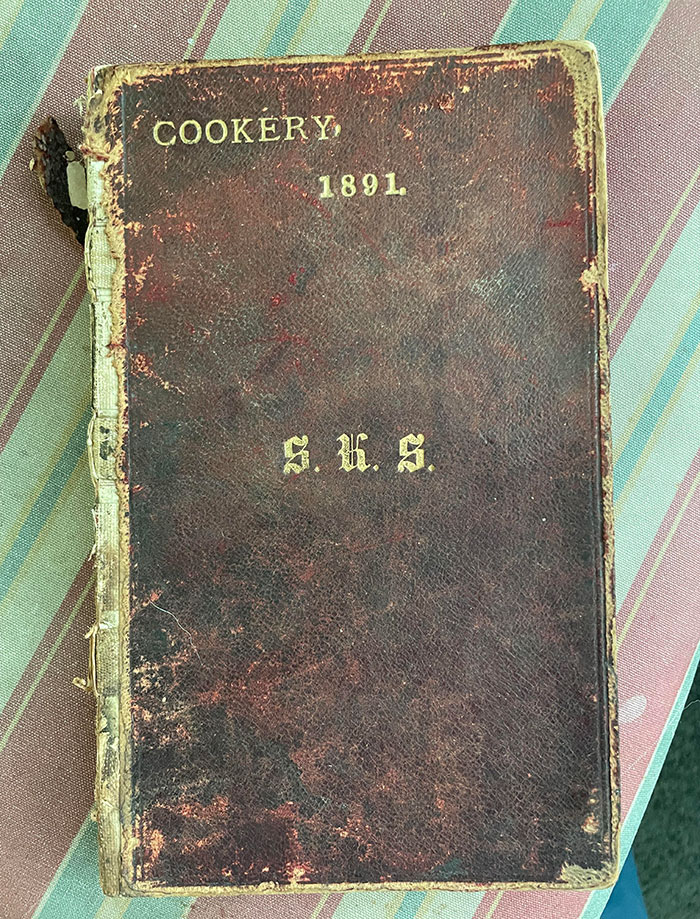 COOKERY,
1891.
S. K. S.